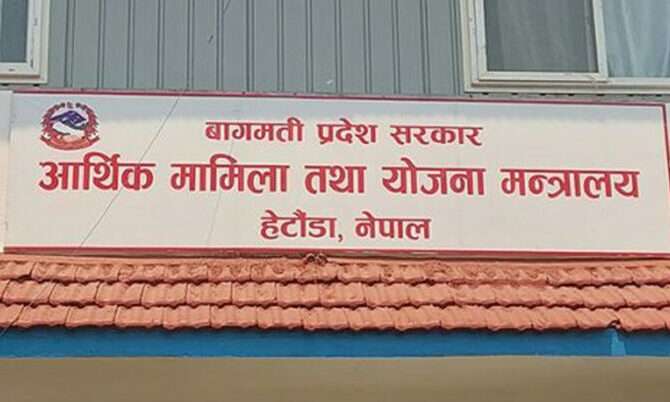 बागमती प्रदेश सरकार
आर्थिक मामिला तथा योजना मन्त्रालय
हेटौंडा, नेपाल